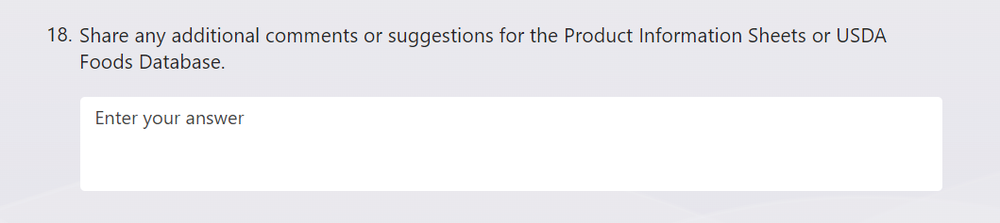 18. Share any additional comments or suggestions for the Product Information Sheets or USDA
Foods Database.
Enter your answer